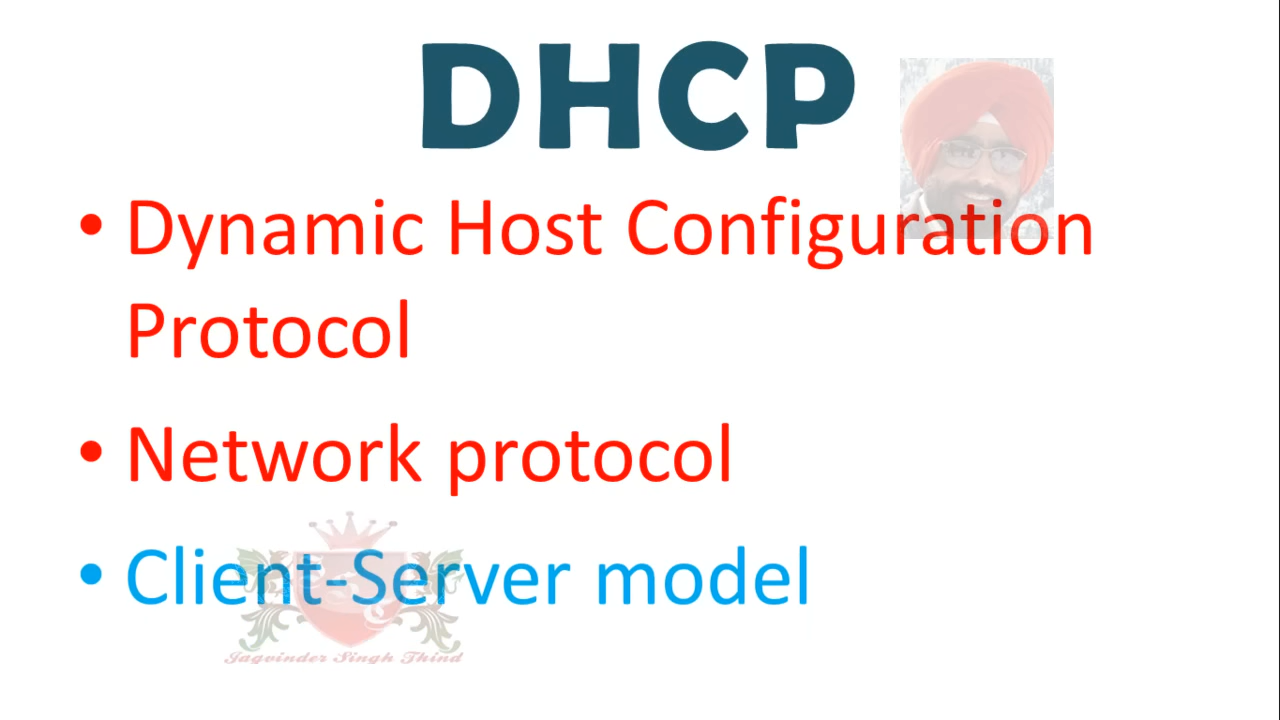 DHCP
• Dynamic Host Configuration
Protocol
• Network protocol
• Client-Server model
Jagvinder Singh Thind